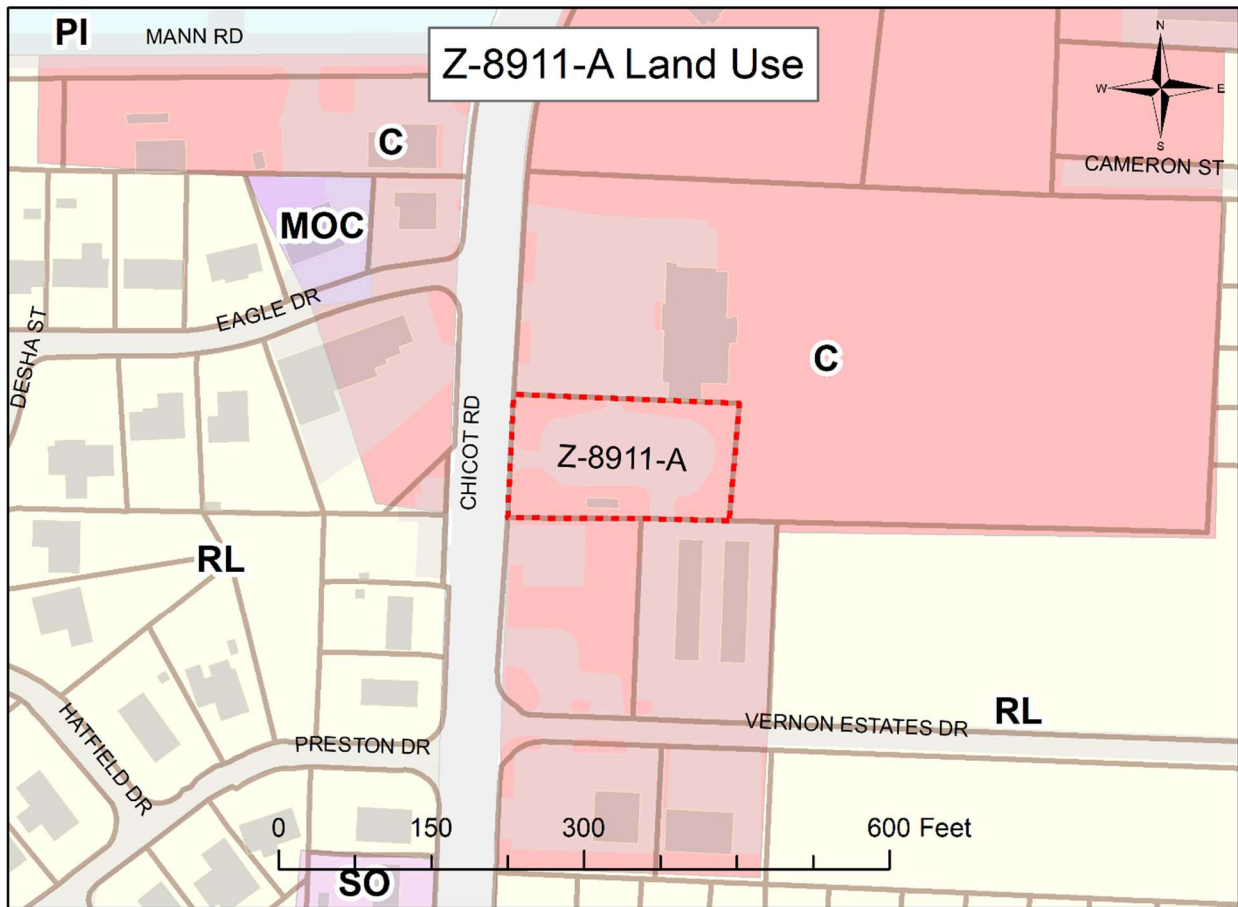 PI
MANN RD
Z-8911-A Land Use
N
W
E
S
C
CAMERON ST
MOC
EAGLE DR
DESHA ST
C
CHICOT RD
Z-8911-A
RL
RL
VERNON ESTATES DR
HATFIELD DR
PRESTON DR
0
150
300
600 Feet
SO